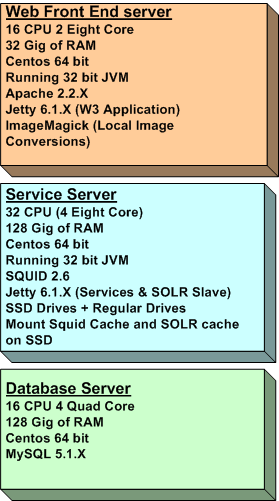 Web Front End server
16 CPU 2 Eight Core
32 Gig of RAM
Centos 64 bit
Running 32 bit JVM
Apache 2.2.X
Jetty 6.1.X (W3 Application)
ImageMagick (Local Image
Conversions)
Service Server
32 CPU (4 Eight Core)
128 Gig of RAM
Centos 64 bit
Running 32 bit JVM
SQUID 2.6
Jetty 6.1.X (Services & SOLR Slave)
SSD Drives + Regular Drives
Mount Squid Cache and SOLR cache
on SSD
Database Server
16 CPU 4 Quad Core
128 Gig of RAM
Centos 64 bit
MySQL 5.1.X